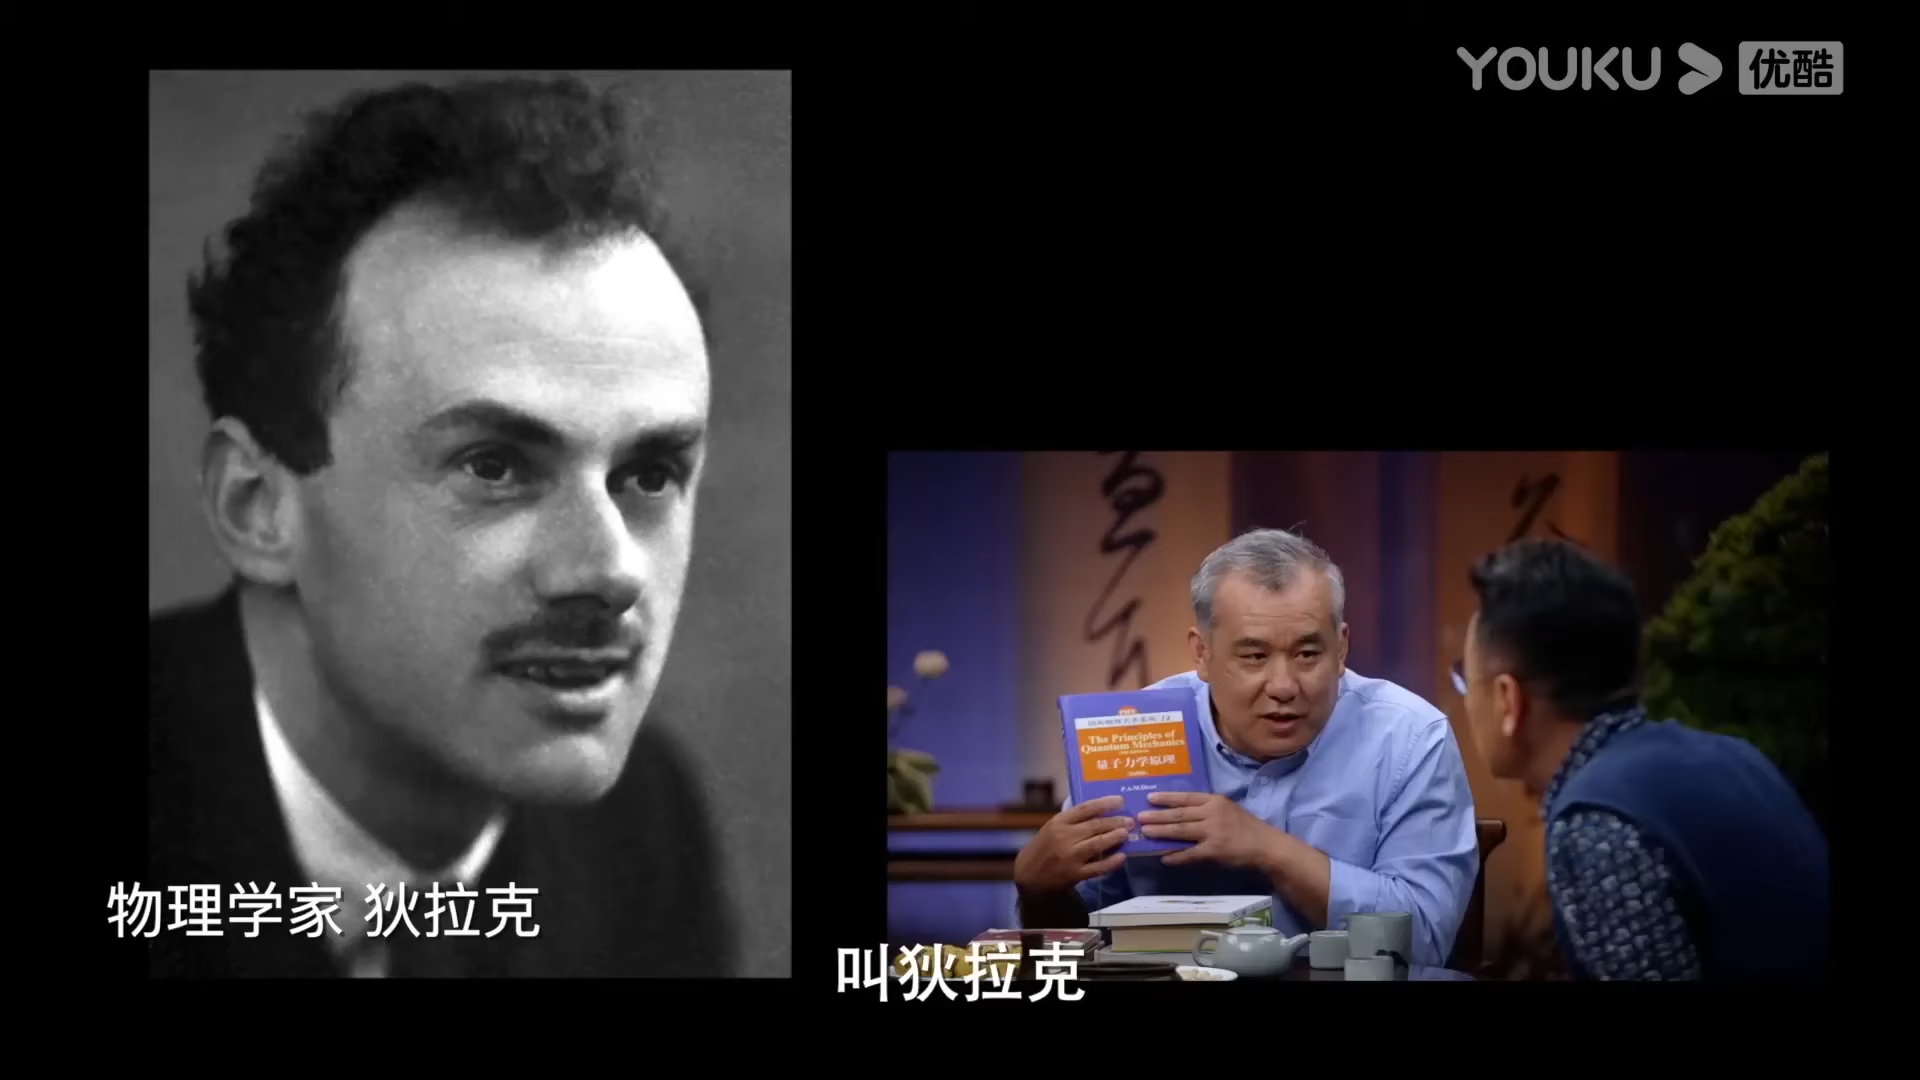 YOUKU 优酷
The Principles of
Quantum Mechanics
量子力学原理
P.A.M.Dirac
物理学家 狄拉克
叫狄拉克